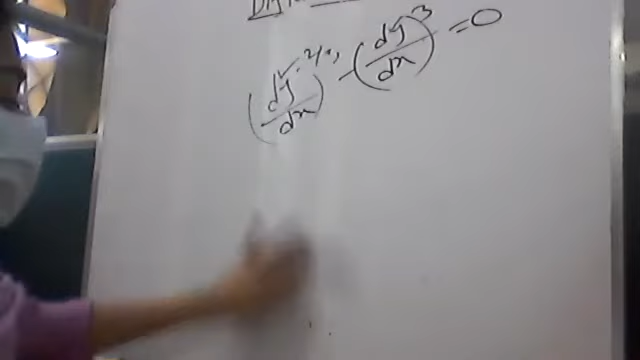 (dy/dx)^2/3 - (dy/dx)^3 = 0